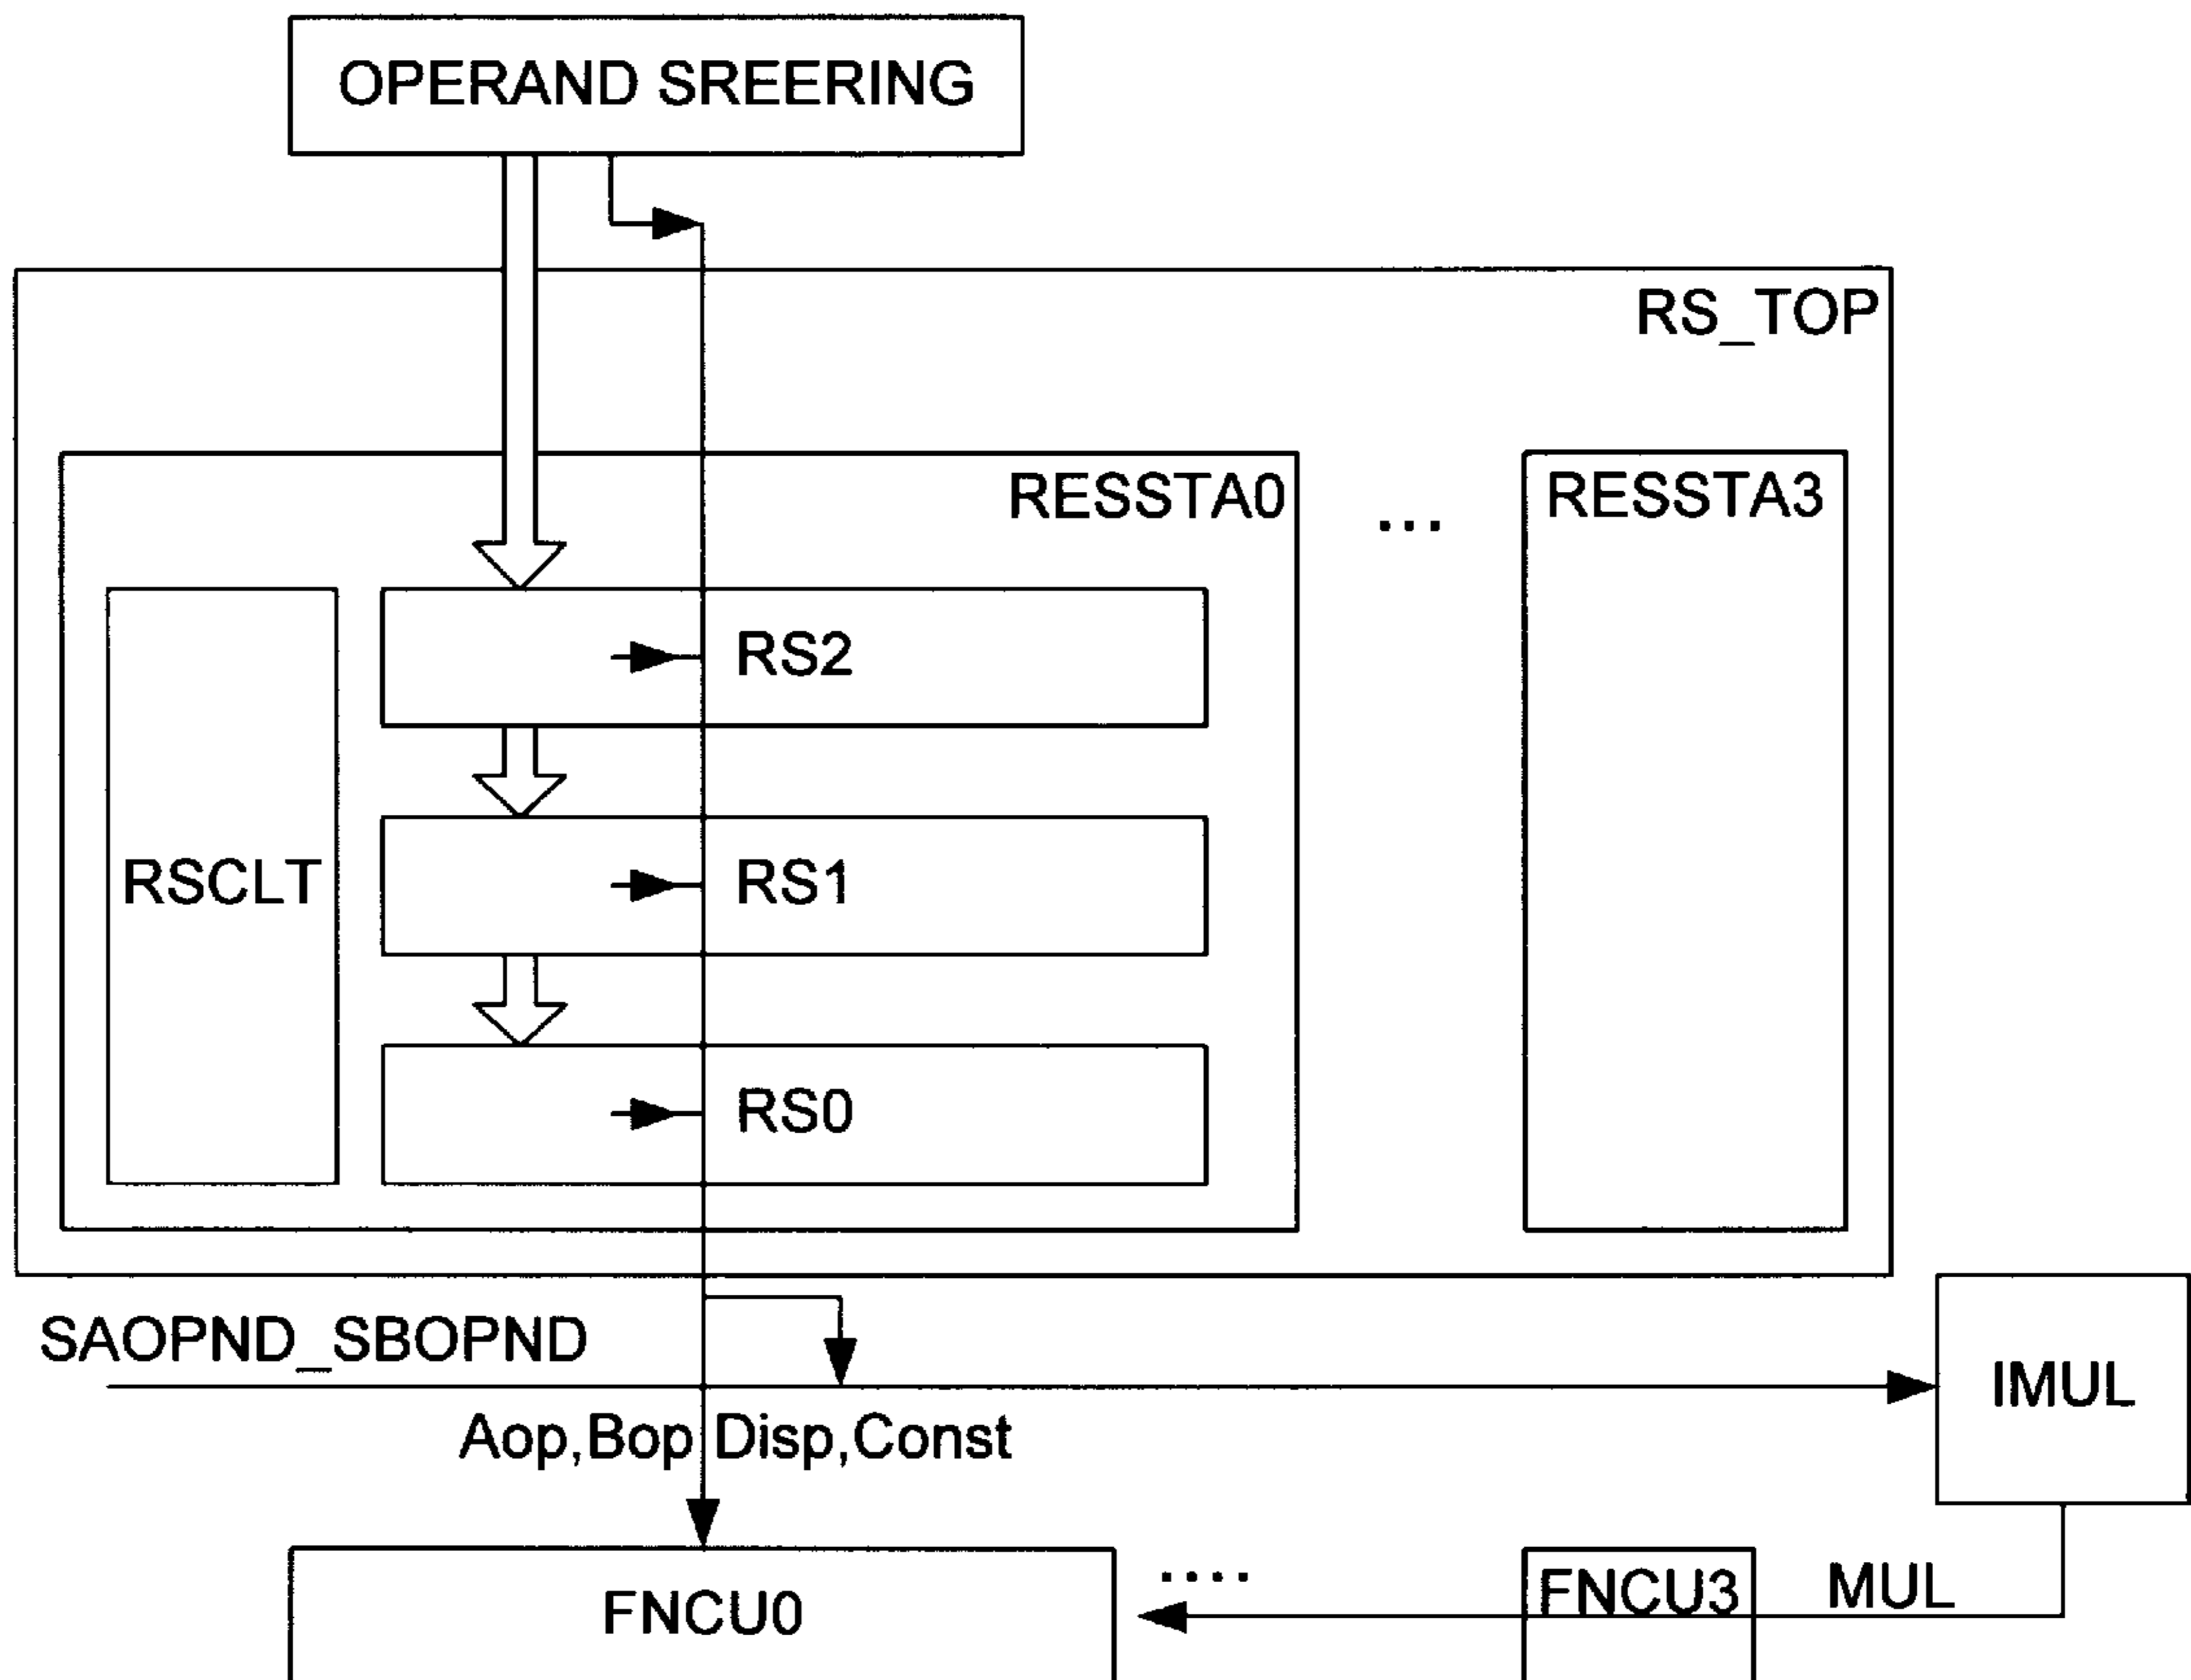 OPERAND SREERING
RS_TOP
RESSTA0
...
RESSTA3
RS2
RSCLT
RS1
RS0
SAOPND_SBOPND
IMUL
Aop,Bop Disp,Const
FNCU0
....
FNCU3
MUL